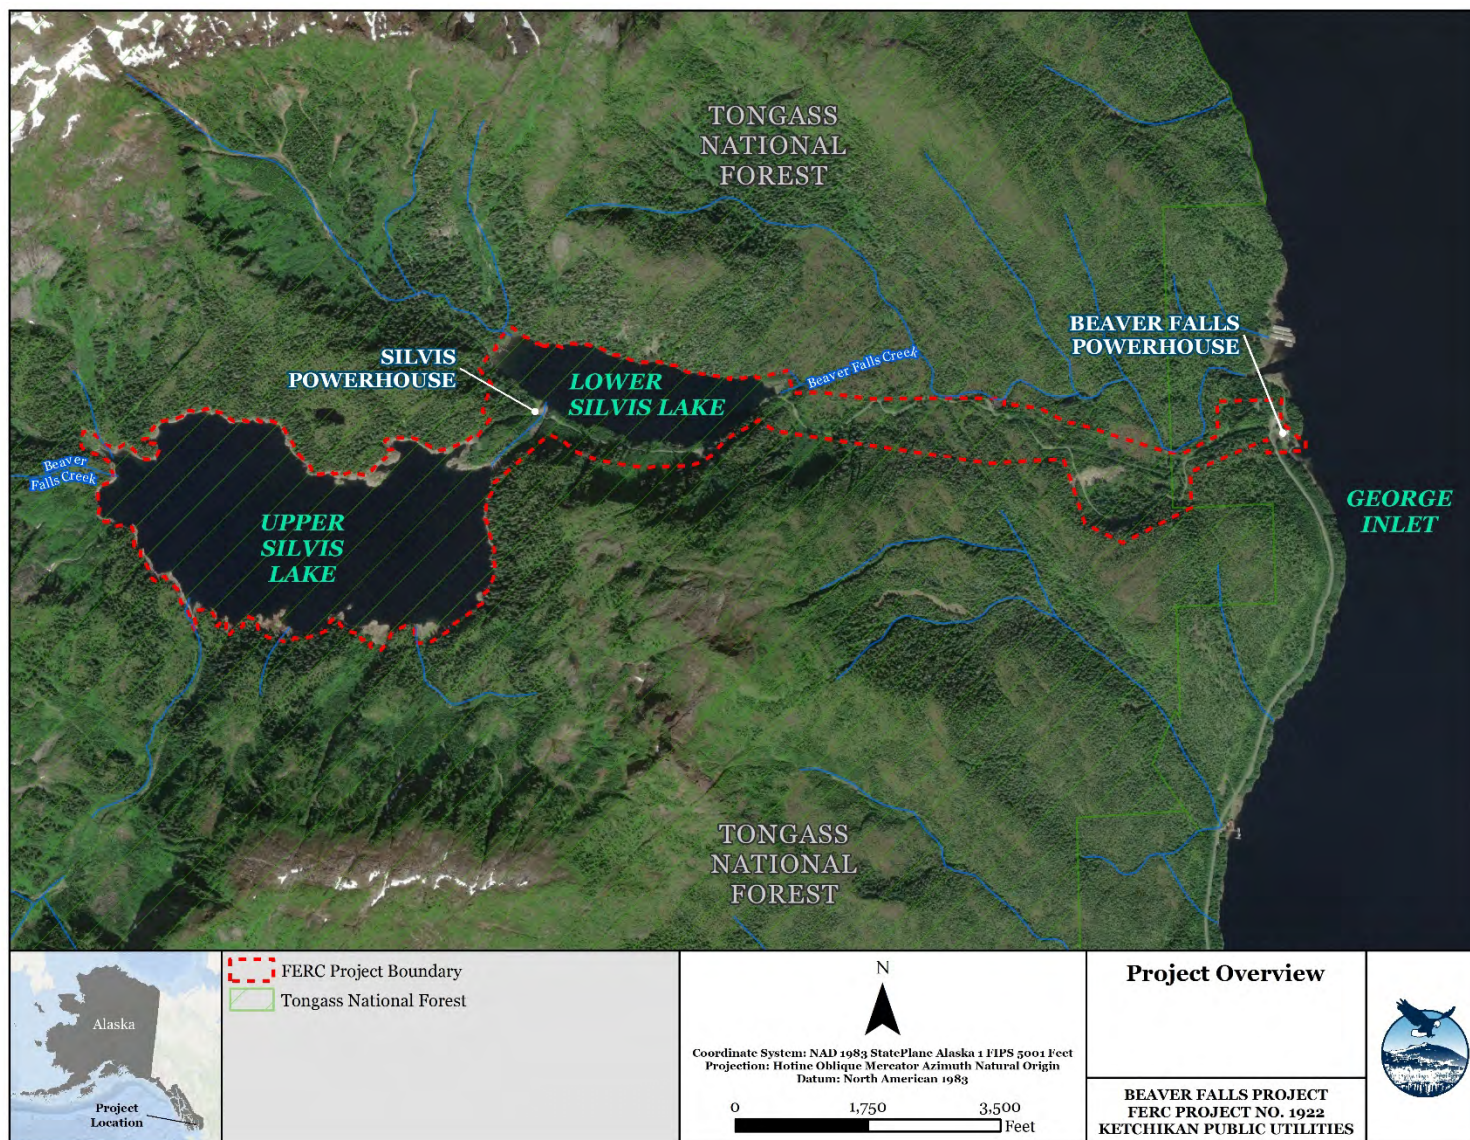 TONGASS
NATIONAL
FOREST
BEAVER FALLS
POWERHOUSE
SILVIS
POWERHOUSE
LOWER
SILVIS LAKE
Beaver Falls Creek
Beaver
Falls Creek
UPPER
SILVIS
LAKE
GEORGE
INLET
TONGASS
NATIONAL
FOREST
Alaska
Project
Location
FERC Project Boundary
Tongass National Forest
N
Coordinate System: NAD 1983 StatePlane Alaska 1 FIPS 5001 Feet
Projection: Hotine Oblique Mercator Azimuth Natural Origin
Datum: North American 1983
0 1,750 3,500
Feet
Project Overview
BEAVER FALLS PROJECT
FERC PROJECT NO. 1922
KETCHIKAN PUBLIC UTILITIES